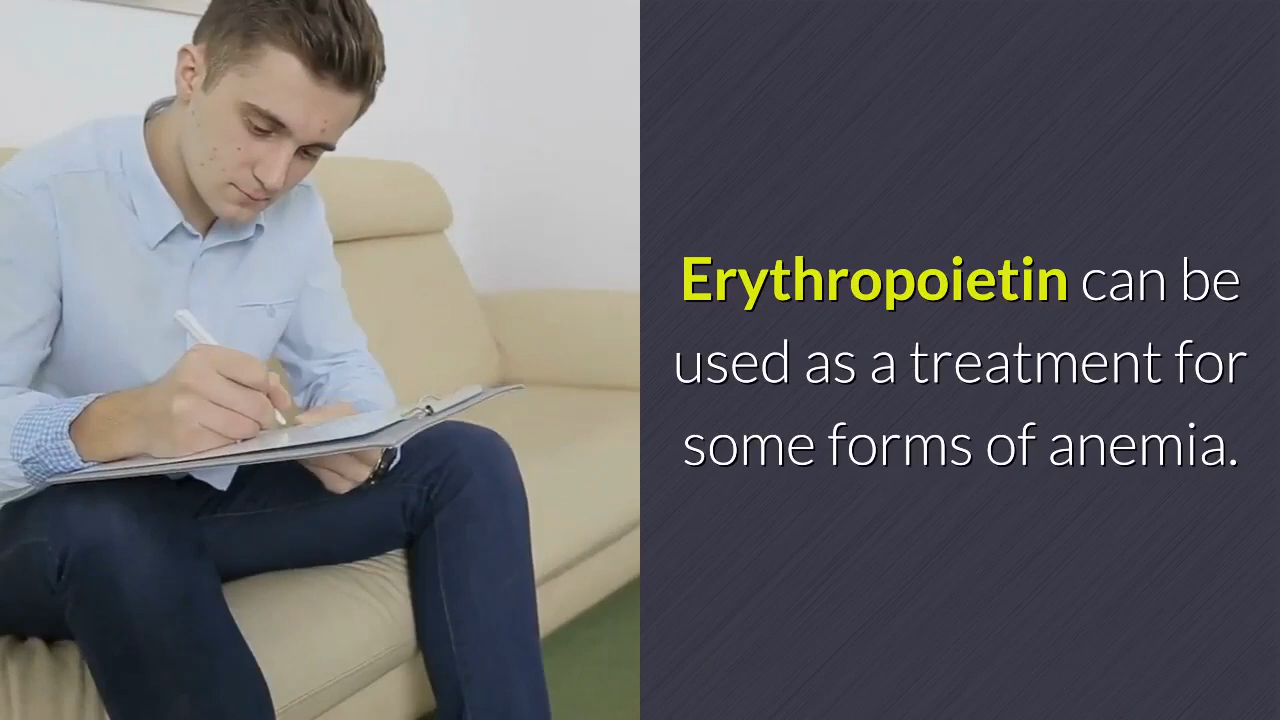 Erythropoietin can be
used as a treatment for
some forms of anemia.